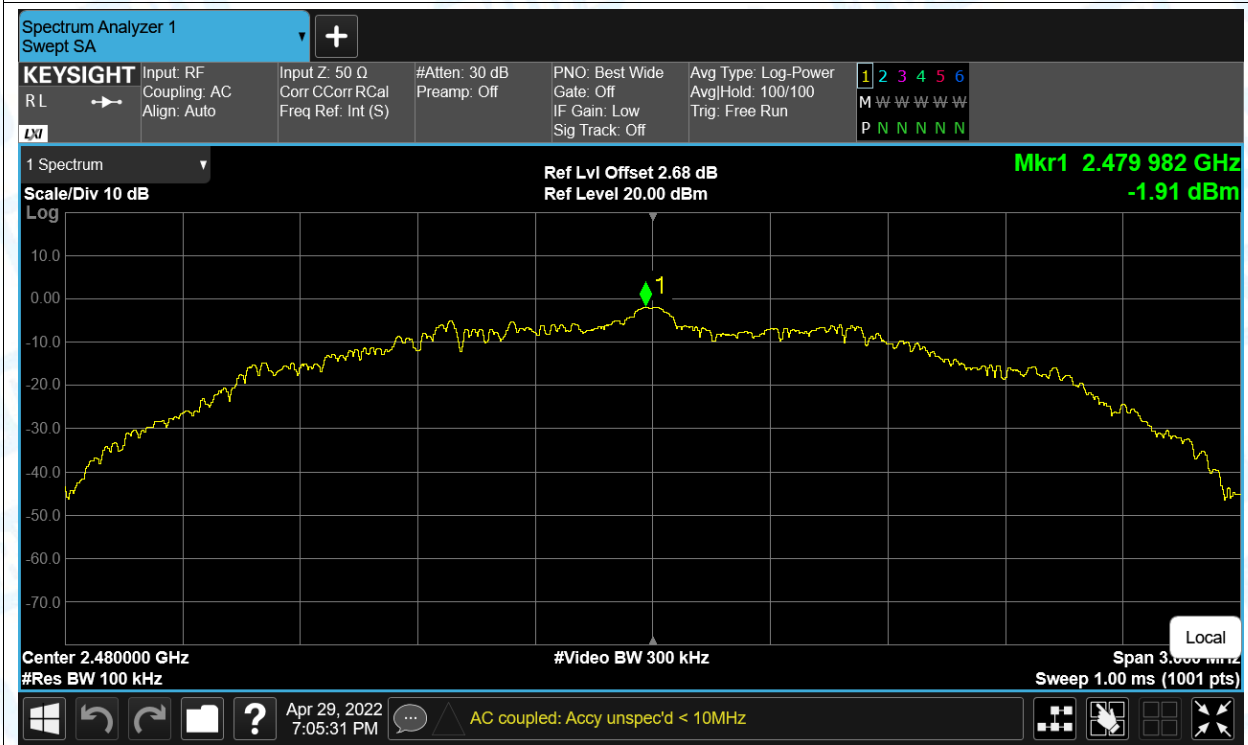 Spectrum Analyzer 1
Swept SA
+
KEYSIGHT
R L
LXI
Input: RF
Coupling: AC
Align: Auto
Input Z: 50 Ω
Corr CCorr RCal
Freq Ref: Int (S)
#Atten: 30 dB
Preamp: Off
PNO: Best Wide
Gate: Off
IF Gain: Low
Sig Track: Off
Avg Type: Log-Power
Avg|Hold: 100/100
Trig: Free Run
1 2 3 4 5 6
M W W W W W
P N N N N N
1 Spectrum
Scale/Div 10 dB
Ref Lvl Offset 2.68 dB
Ref Level 20.00 dBm
Mkr1 2.479 982 GHz
-1.91 dBm
Log
10.0
0.00
-10.0
-20.0
-30.0
-40.0
-50.0
-60.0
-70.0
1
Local
Center 2.480000 GHz
#Video BW 300 kHz
Span
#Res BW 100 kHz
Sweep 1.00 ms (1001 pts)
?
Apr 29, 2022
7:05:31 PM
AC coupled: Accy unspec'd < 10MHz